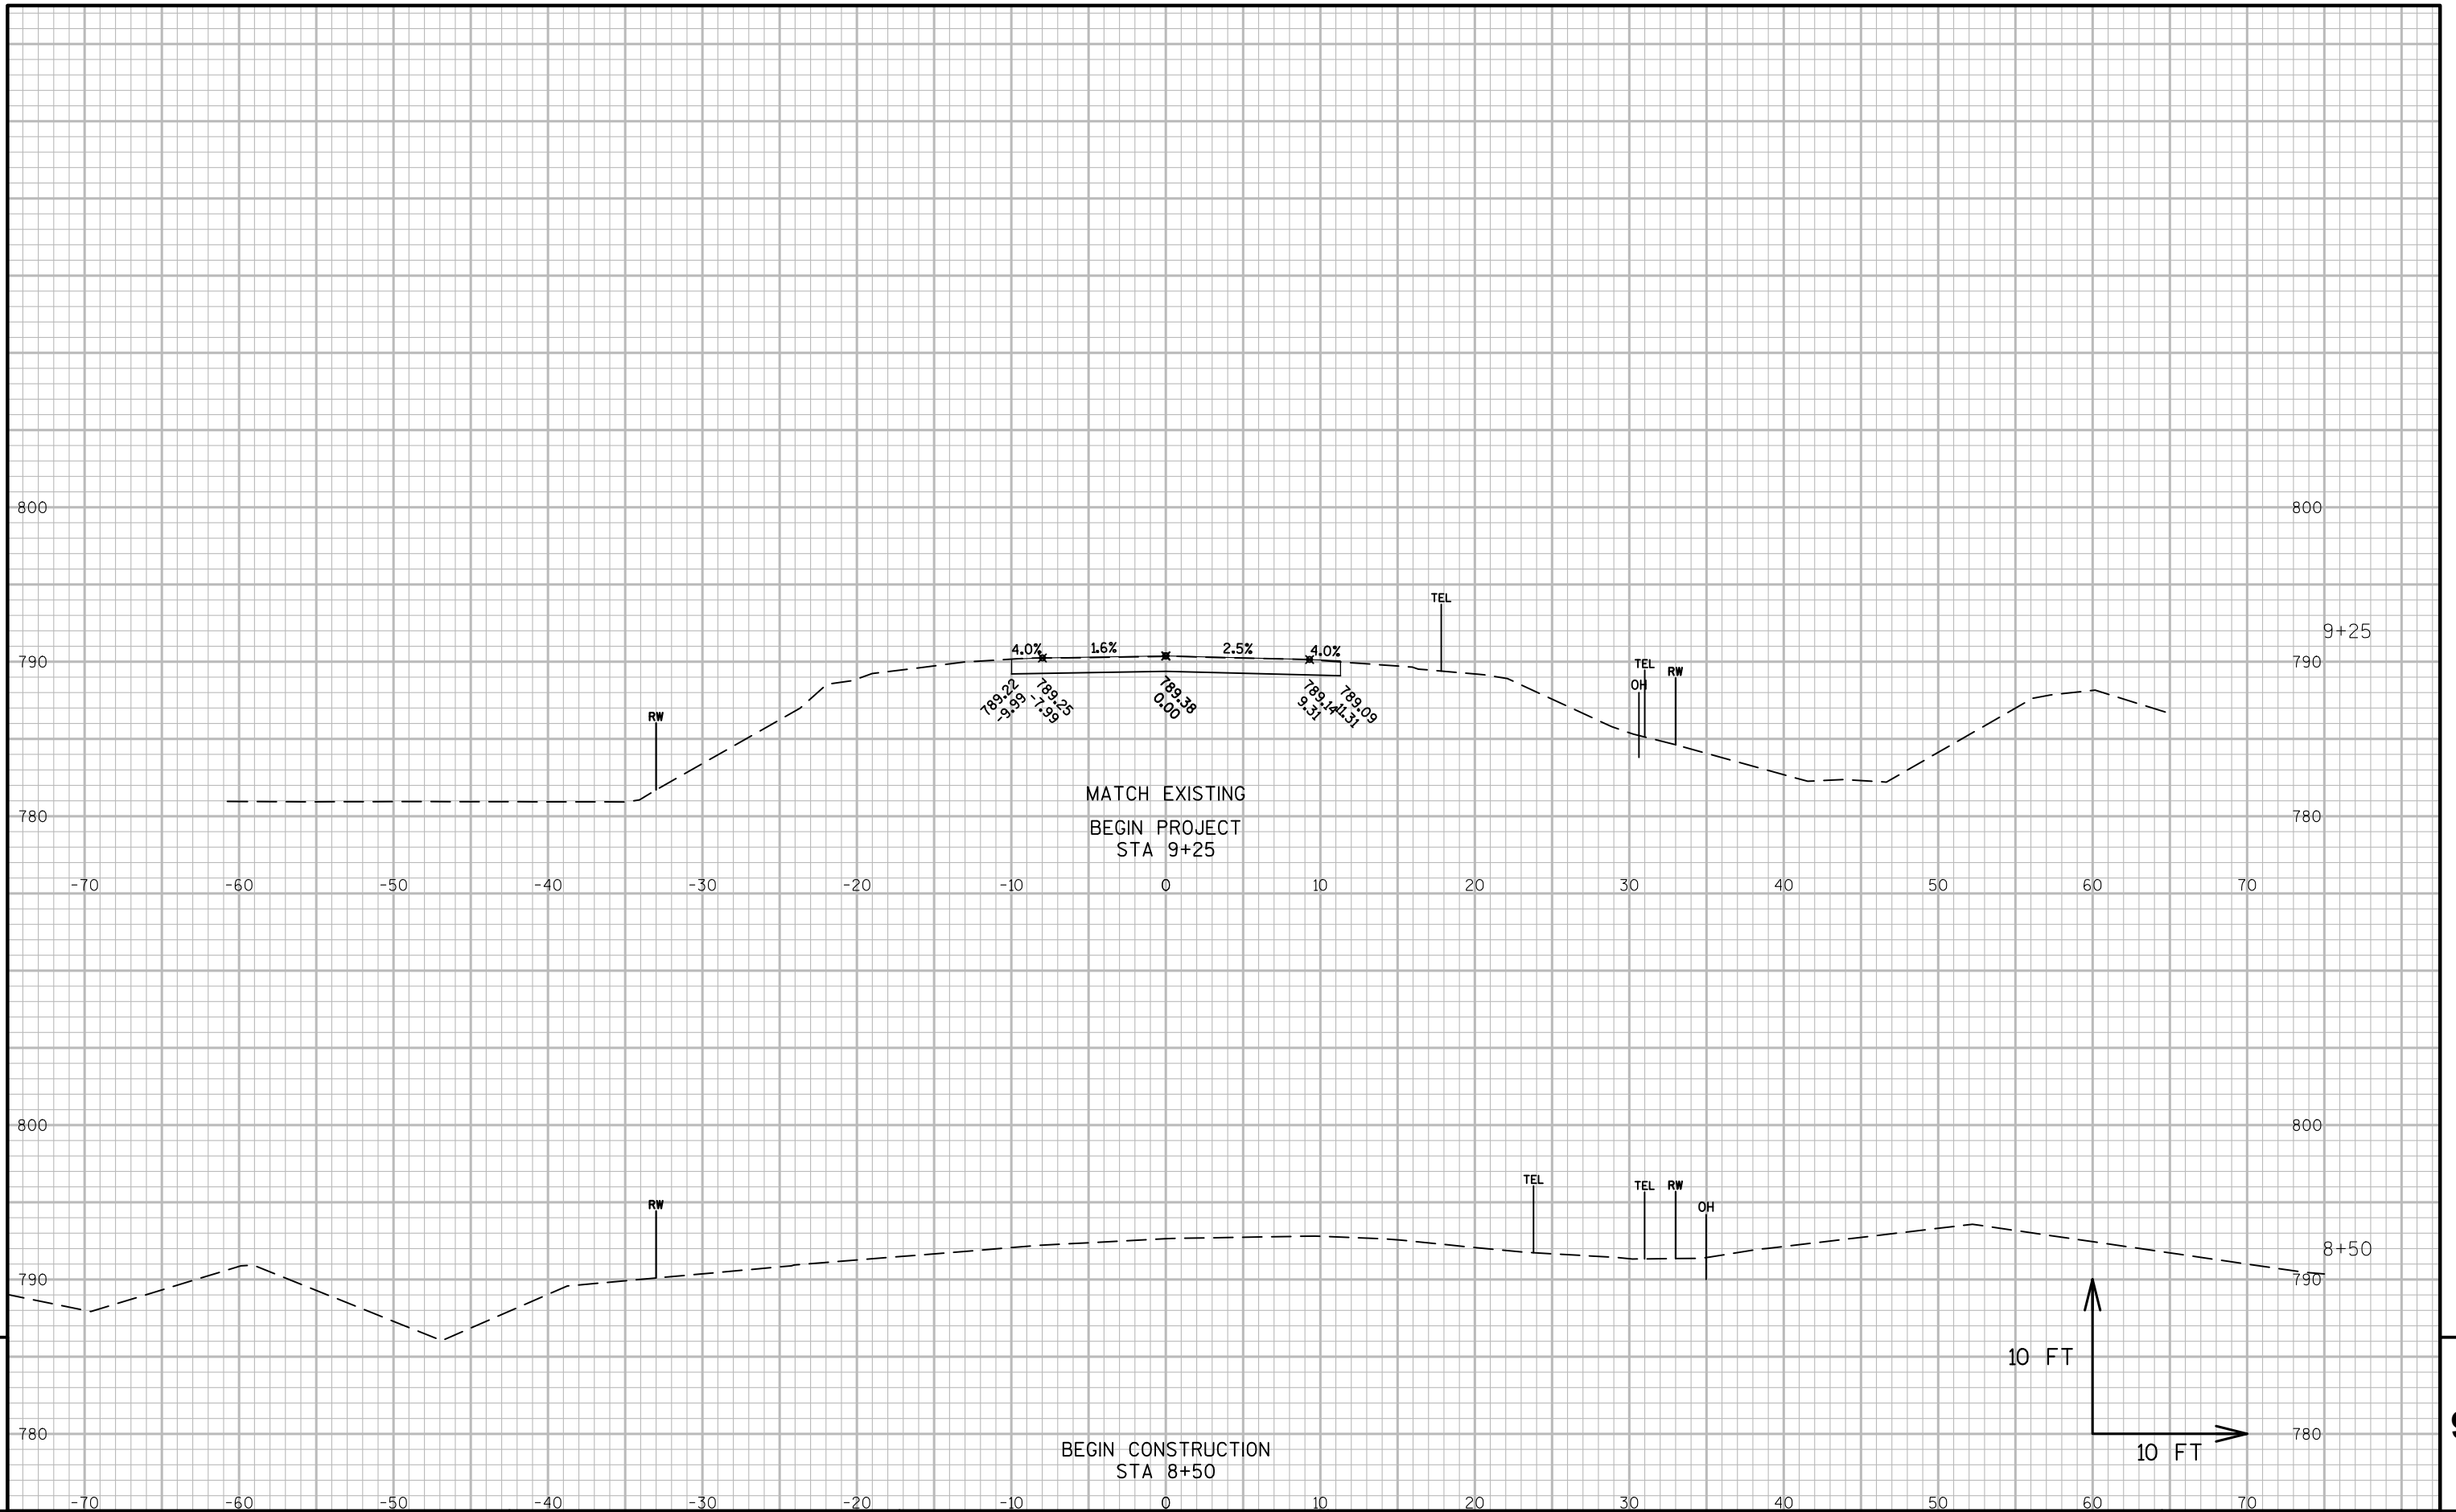 800 800
TEL
9+25
4.0% 1.6% 2.5% 4.0%
790 TEL RW 790
OH
789.22 789.25 789.38 789.14 789.09
-9.99 -7.99 0.00 9.31 11.31
RW
MATCH EXISTING
780 BEGIN PROJECT 780
STA 9+25
-70 -60 -50 -40 -30 -20 -10 0 10 20 30 40 50 60 70
800 800
TEL TEL RW
RW OH
8+50
790 790
10 FT
780 780
BEGIN CONSTRUCTION 10 FT
STA 8+50
-70 -60 -50 -40 -30 -20 -10 0 10 20 30 40 50 60 70